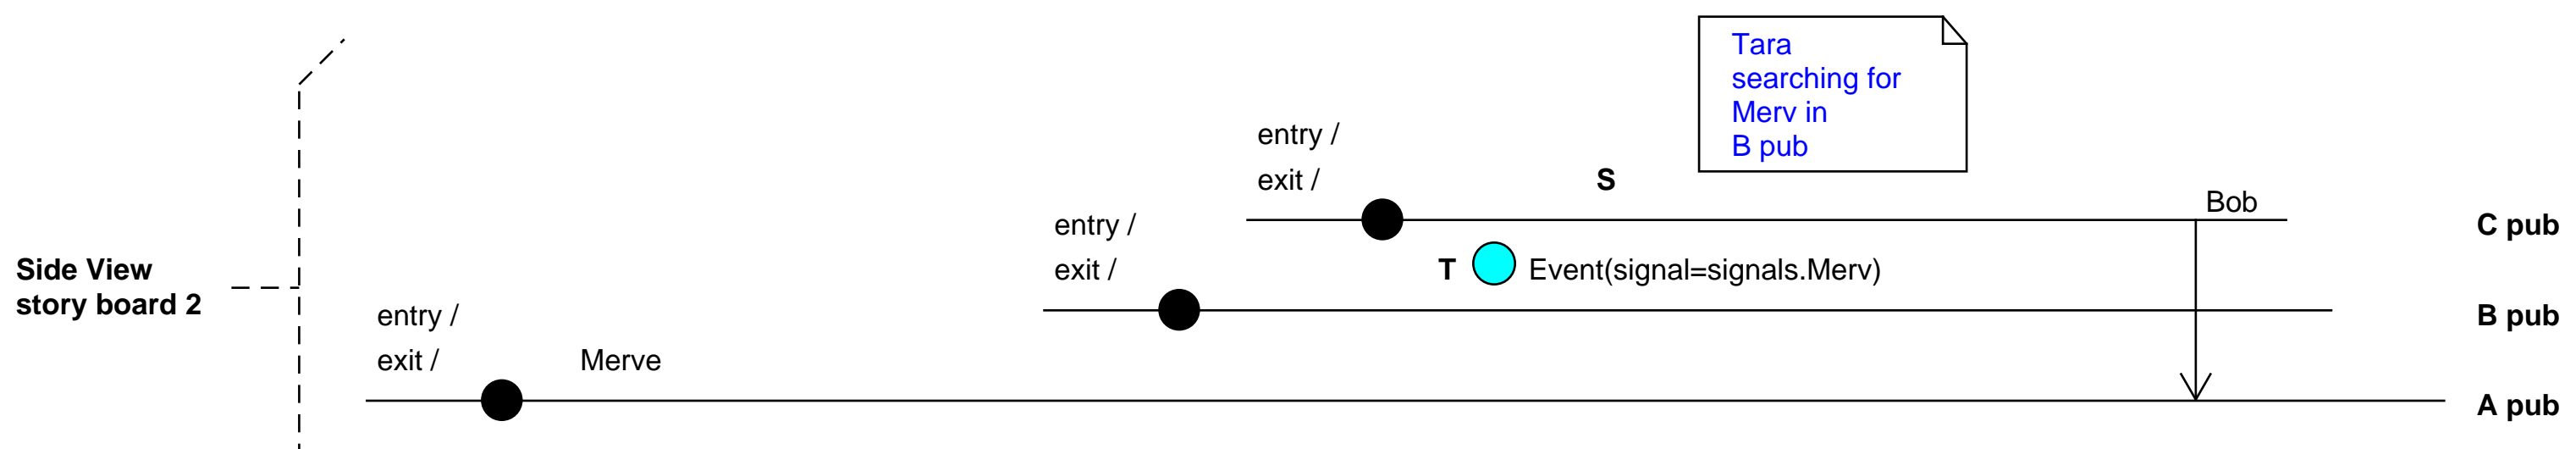 Tara
searching for
Merv in
B pub
entry /
exit /
S
Bob
entry /
C pub
Side View
story board 2
exit /
T
Event(signal=signals.Merv)
entry /
B pub
exit /
Merve
A pub